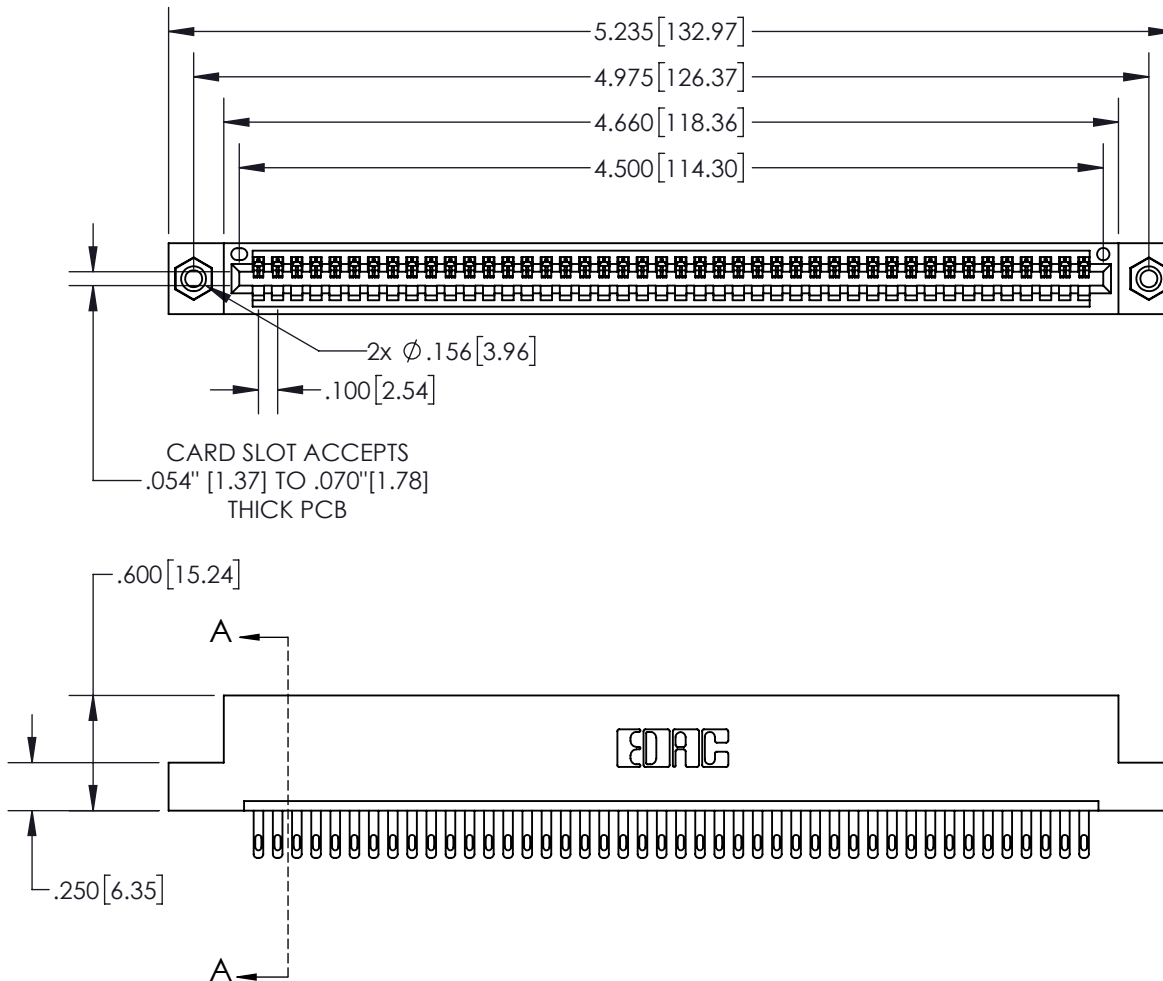 5.235[132.97]
4.975[126.37]
4.660[118.36]
4.500[114.30]
2x Ø.156[3.96]
.100[2.54]
CARD SLOT ACCEPTS
.054" [1.37] TO .070"[1.78]
THICK PCB
.600[15.24]
A
EDAC
.250[6.35]
A